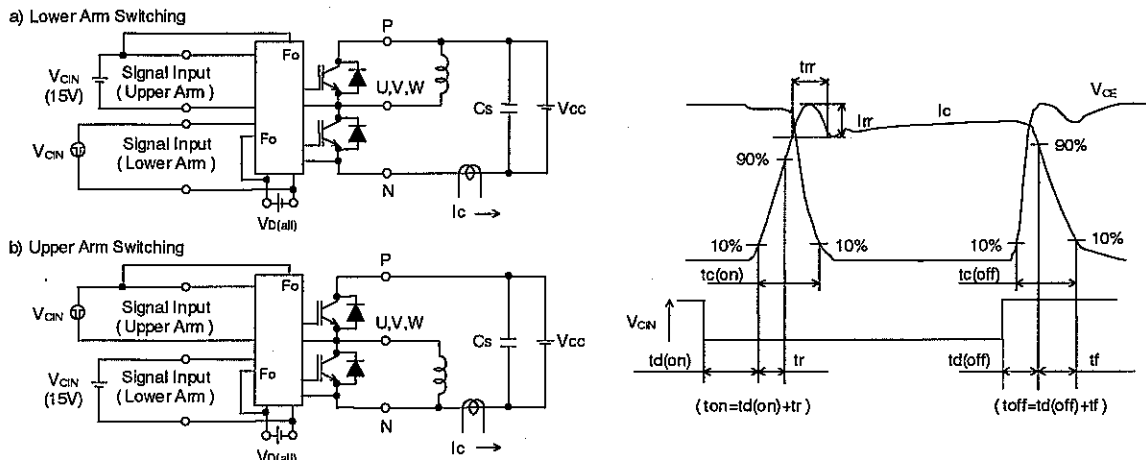 a) Lower Arm Switching
P
Fo
VCIN
(15V)
Signal Input
( Upper Arm )
U,V,W
Cs
Vcc
Fo
VCIN
Signal Input
( Lower Arm )
N
VD(all)
Ic
b) Upper Arm Switching
P
Fo
VCIN
Signal Input
( Upper Arm )
U,V,W
Cs
Vcc
Fo
VCIN
(15V)
Signal Input
( Lower Arm )
N
VD(all)
Ic
trr
VCE
Irr
Ic
90%
90%
10%
10%
10%
10%
tc(on)
tc(off)
VCIN
td(on)
tr
td(off)
tf
( ton=td(on)+tr )
( toff=td(off)+tf )